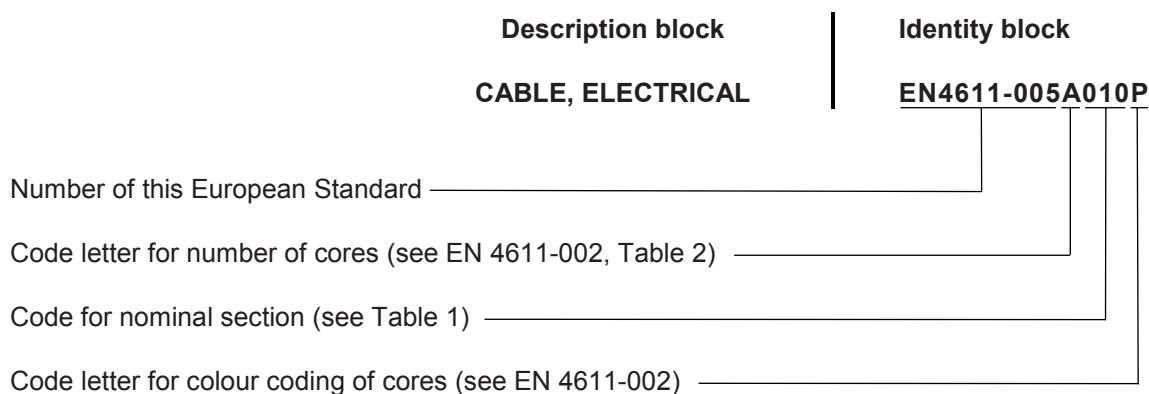 Description block Identity block
CABLE, ELECTRICAL EN4611-005A010P
Number of this European Standard
Code letter for number of cores (see EN 4611-002, Table 2)
Code for nominal section (see Table 1)
Code letter for colour coding of cores (see EN 4611-002)